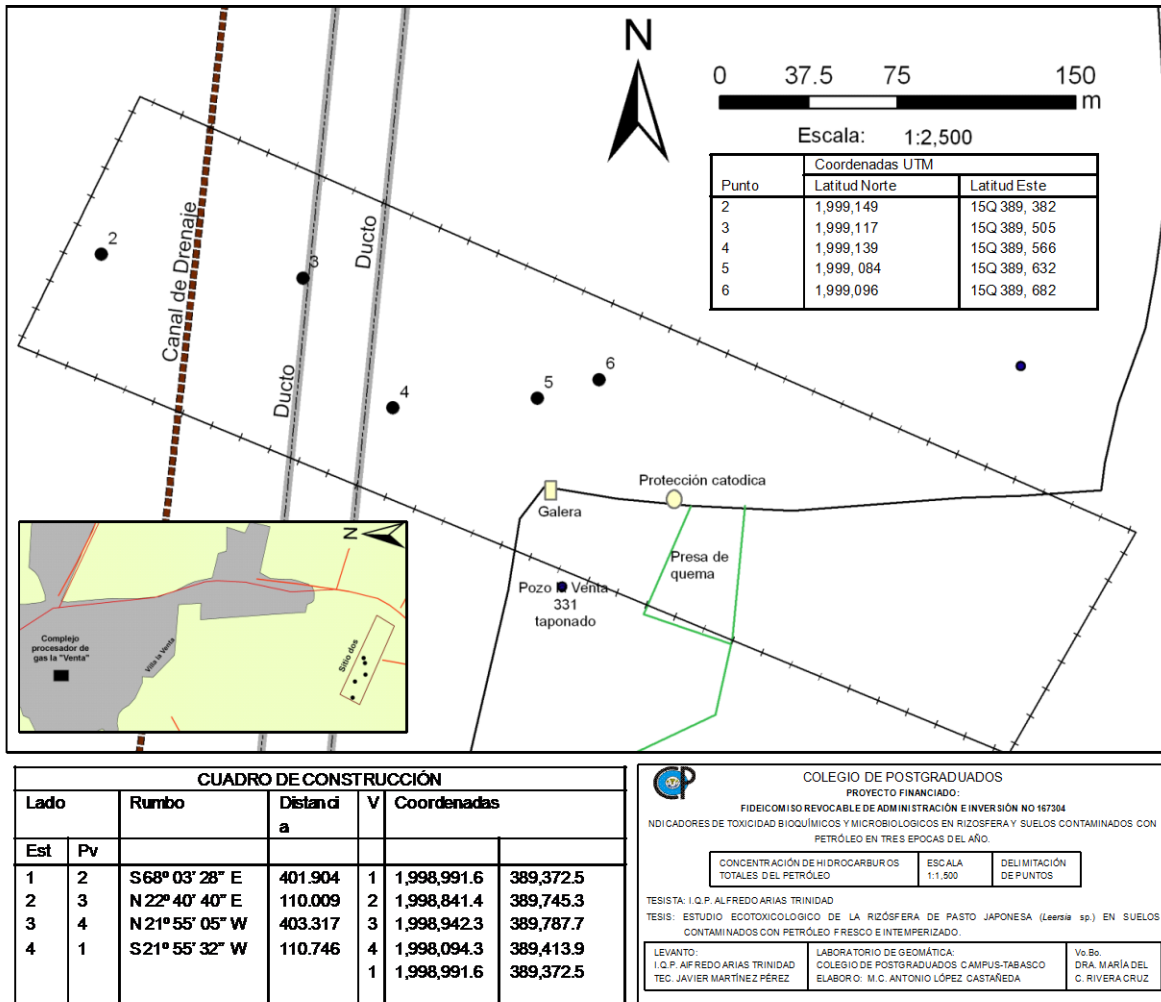 N
0 37.5 75 150
m
Escala: 1:2,500
Coordenadas UTM
Punto Latitud Norte Latitud Este
2 1,999,149 15Q 389, 382
3 1,999,117 15Q 389, 505
4 1,999,139 15Q 389, 566
5 1,999, 084 15Q 389, 632
6 1,999,096 15Q 389, 682
Canal de Drenaje
Ducto
Ducto
2
3
4
5
6
Protección catodica
Galera
Presa de
quema
Pozo la Venta
331
taponado
N
Complejo
procesador de
gas la "Venta"
Villa la Venta
Sitio dos
CUADRO DE CONSTRUCCIÓN
Lado Rumbo Distanci V Coordenadas
a
Est Pv
1 2 S 68º 03' 28" E 401.904 1 1,998,991.6 389,372.5
2 3 N 22º 40' 40" E 110.009 2 1,998,841.4 389,745.3
3 4 N 21º 55' 05" W 403.317 3 1,998,942.3 389,787.7
4 1 S 21º 55' 32" W 110.746 4 1,998,094.3 389,413.9
1 1,998,991.6 389,372.5
CP
COLEGIO DE POSTGRADUADOS
PROYECTO FINANCIADO:
FIDEICOMISO REVOCABLE DE ADMINISTRACIÓN E INVERSIÓN NO 167304
NDICADORES DE TOXICIDAD BIOQUÍMICOS Y MICROBIOLOGICOS EN RIZOSFERA Y SUELOS CONTAMINADOS CON
PETRÓLEO EN TRES EPOCAS DEL AÑO.
CONCENTRACIÓN DE HIDROCARBUROS
TOTALES DEL PETRÓLEO
ESCALA
1:1,500
DELIMITACIÓN
DE PUNTOS
TESISTA: I.Q.P. ALFREDO ARIAS TRINIDAD
TESIS: ESTUDIO ECOTOXICOLOGICO DE LA RIZÓSFERA DE PASTO JAPONESA (Leersia sp.) EN SUELOS
CONTAMINADOS CON PETRÓLEO FRESCO E INTEMPERIZADO.
LEVANTO:
I.Q.P. AIFREDO ARIAS TRINIDAD
TEC. JAVIER MARTÍNEZ PÉREZ
LABORATORIO DE GEOMÁTICA:
COLEGIO DE POSTGRADUADOS CAMPUS-TABASCO
ELABORO: M.C. ANTONIO LÓPEZ CASTAÑEDA
Vo.Bo.
DRA. MARÍA DEL
C. RIVERA CRUZ